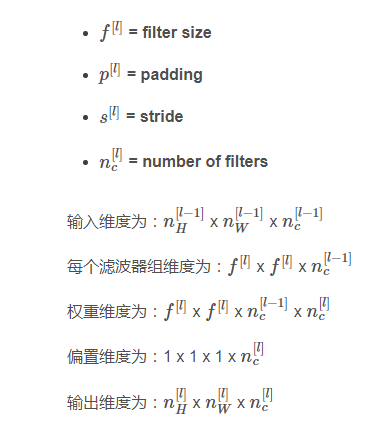 • f^[l] = filter size
• p^[l] = padding
• s^[l] = stride
• n_c^[l] = number of filters
输入维度为：n_H^[l−1] x n_W^[l−1] x n_c^[l−1]
每个滤波器组维度为：f^[l] x f^[l] x n_c^[l−1]
权重维度为：f^[l] x f^[l] x n_c^[l−1] x n_c^[l]
偏置维度为：1 x 1 x 1 x n_c^[l]
输出维度为：n_H^[l] x n_W^[l] x n_c^[l]